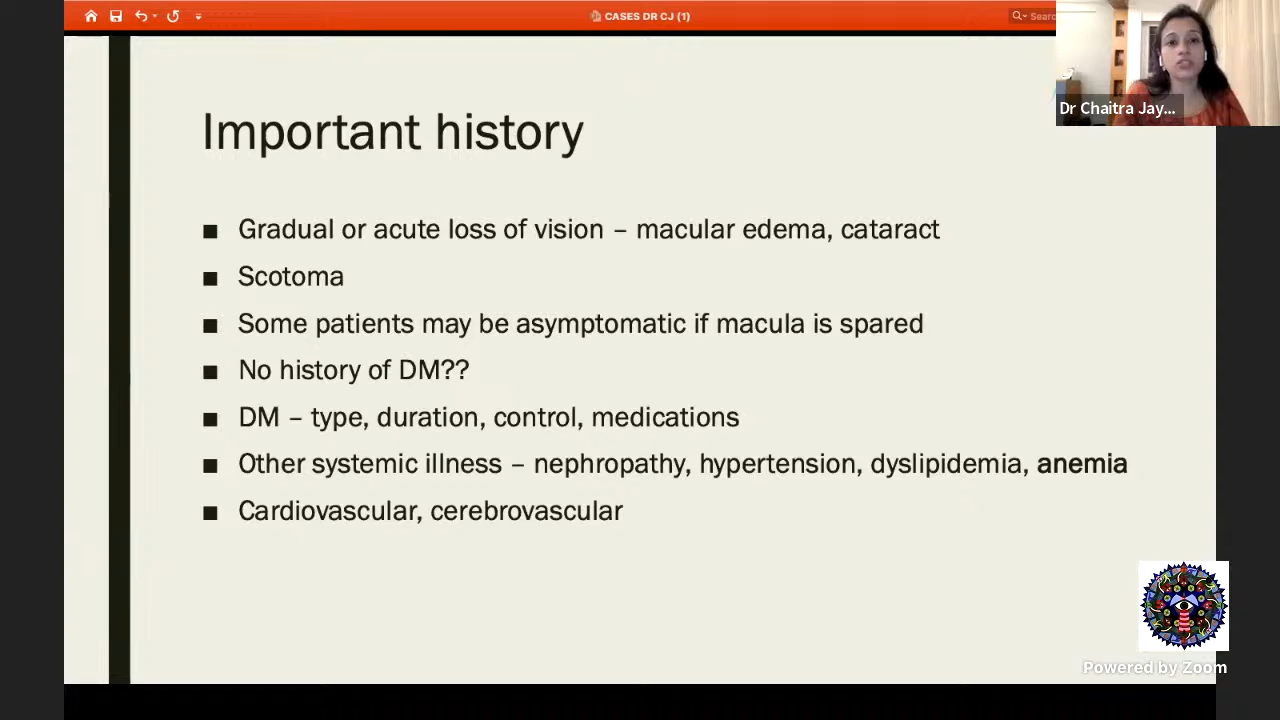 CASES DR CJ (1)
Searc
Dr Chaitra Jay...
Important history
■ Gradual or acute loss of vision – macular edema, cataract
■ Scotoma
■ Some patients may be asymptomatic if macula is spared
■ No history of DM??
■ DM – type, duration, control, medications
■ Other systemic illness – nephropathy, hypertension, dyslipidemia, anemia
■ Cardiovascular, cerebrovascular
Powered by Zoom